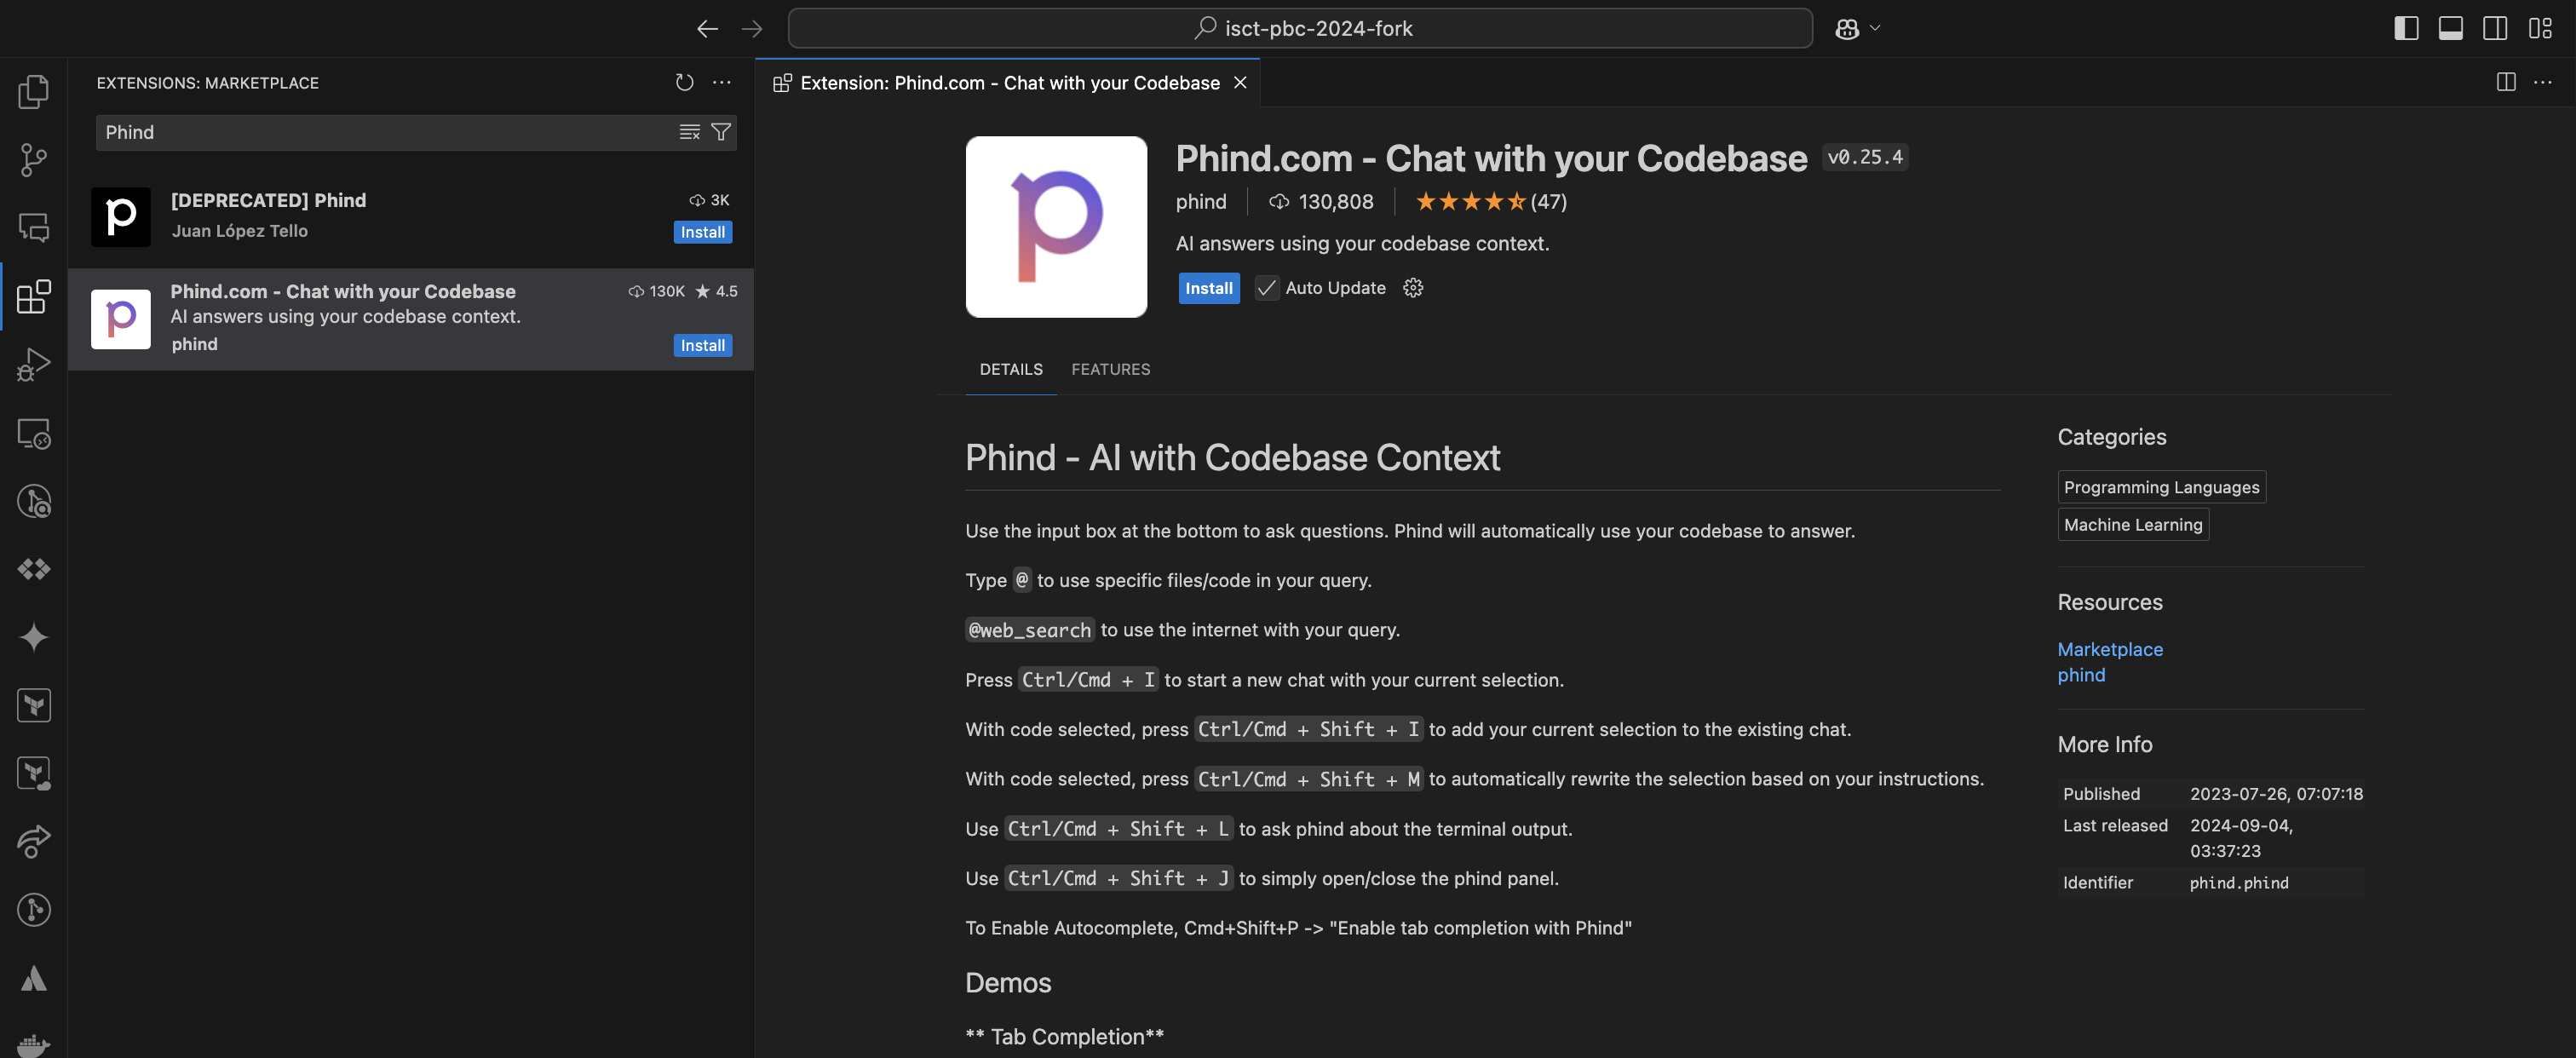 isct-pbc-2024-fork
EXTENSIONS: MARKETPLACE
Phind
[DEPRECATED] Phind
3K
Juan López Tello
Install
Phind.com - Chat with your Codebase
130K ★ 4.5
AI answers using your codebase context.
phind
Install
Extension: Phind.com - Chat with your Codebase
Phind.com - Chat with your Codebase v0.25.4
phind 130,808 (47)
AI answers using your codebase context.
Install Auto Update
DETAILS FEATURES
Phind - AI with Codebase Context
Use the input box at the bottom to ask questions. Phind will automatically use your codebase to answer.
Type @ to use specific files/code in your query.
@web_search to use the internet with your query.
Press Ctrl/Cmd + I to start a new chat with your current selection.
With code selected, press Ctrl/Cmd + Shift + I to add your current selection to the existing chat.
With code selected, press Ctrl/Cmd + Shift + M to automatically rewrite the selection based on your instructions.
Use Ctrl/Cmd + Shift + L to ask phind about the terminal output.
Use Ctrl/Cmd + Shift + J to simply open/close the phind panel.
To Enable Autocomplete, Cmd+Shift+P -> "Enable tab completion with Phind"
Demos
** Tab Completion**
Categories
Programming Languages
Machine Learning
Resources
Marketplace
phind
More Info
Published 2023-07-26, 07:07:18
Last released 2024-09-04,
03:37:23
Identifier phind.phind